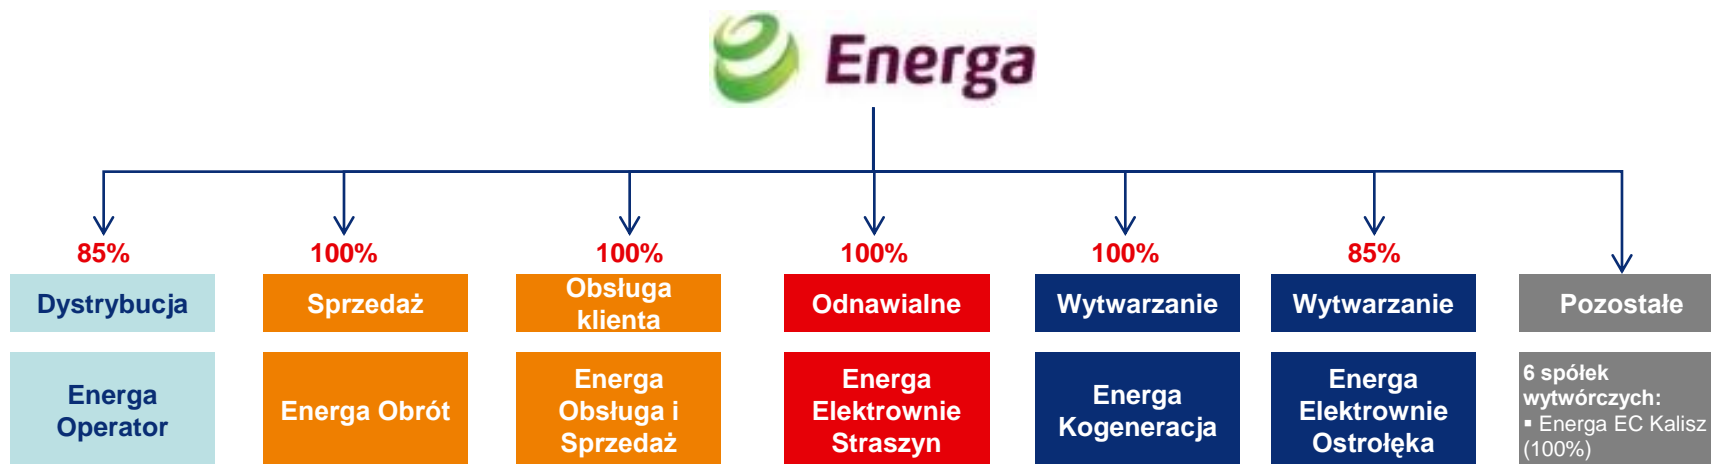 Energa
85%
100%
100%
100%
100%
85%
Dystrybucja
Sprzedaż
Obsługa
klienta
Odnawialne
Wytwarzanie
Wytwarzanie
Pozostałe
Energa
Operator
Energa Obrót
Energa
Obsługa i
Sprzedaż
Energa
Elektrownie
Straszyn
Energa
Kogeneracja
Energa
Elektrownie
Ostrołęka
6 spółek
wytwórczych:
▪ Energa EC Kalisz
(100%)